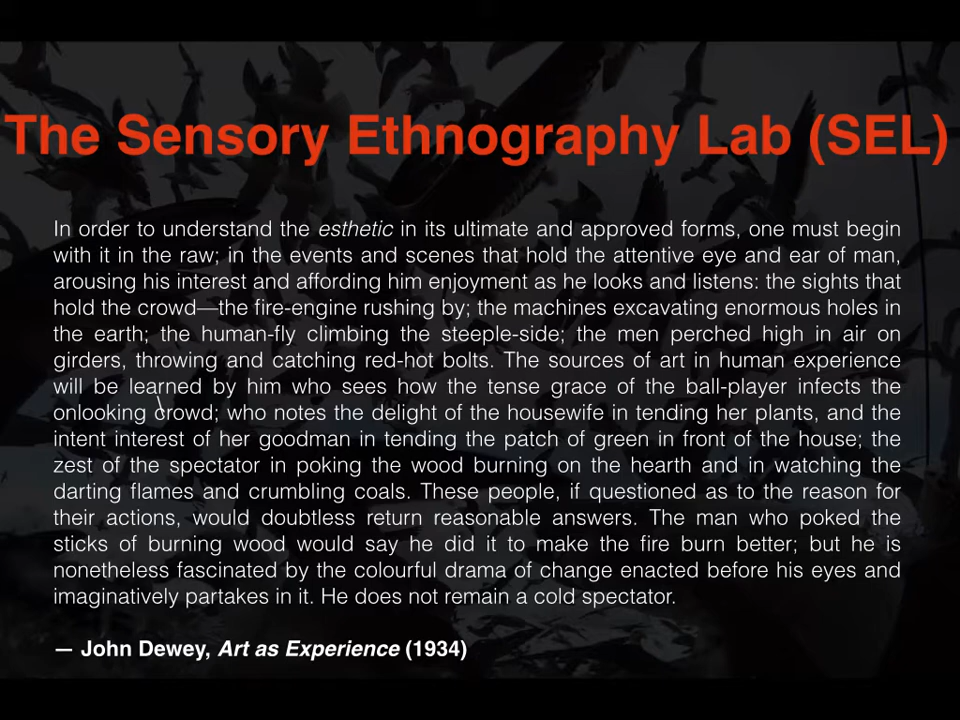 The Sensory Ethnography Lab (SEL)
In order to understand the esthetic in its ultimate and approved forms, one must begin
with it in the raw; in the events and scenes that hold the attentive eye and ear of man,
arousing his interest and affording him enjoyment as he looks and listens: the sights that
hold the crowd—the fire-engine rushing by; the machines excavating enormous holes in
the earth; the human-fly climbing the steeple-side; the men perched high in air on
girders, throwing and catching red-hot bolts. The sources of art in human experience
will be learned by him who sees how the tense grace of the ball-player infects the
onlooking crowd; who notes the delight of the housewife in tending her plants, and the
intent interest of her goodman in tending the patch of green in front of the house; the
zest of the spectator in poking the wood burning on the hearth and in watching the
darting flames and crumbling coals. These people, if questioned as to the reason for
their actions, would doubtless return reasonable answers. The man who poked the
sticks of burning wood would say he did it to make the fire burn better; but he is
nonetheless fascinated by the colourful drama of change enacted before his eyes and
imaginatively partakes in it. He does not remain a cold spectator.
— John Dewey, Art as Experience (1934)